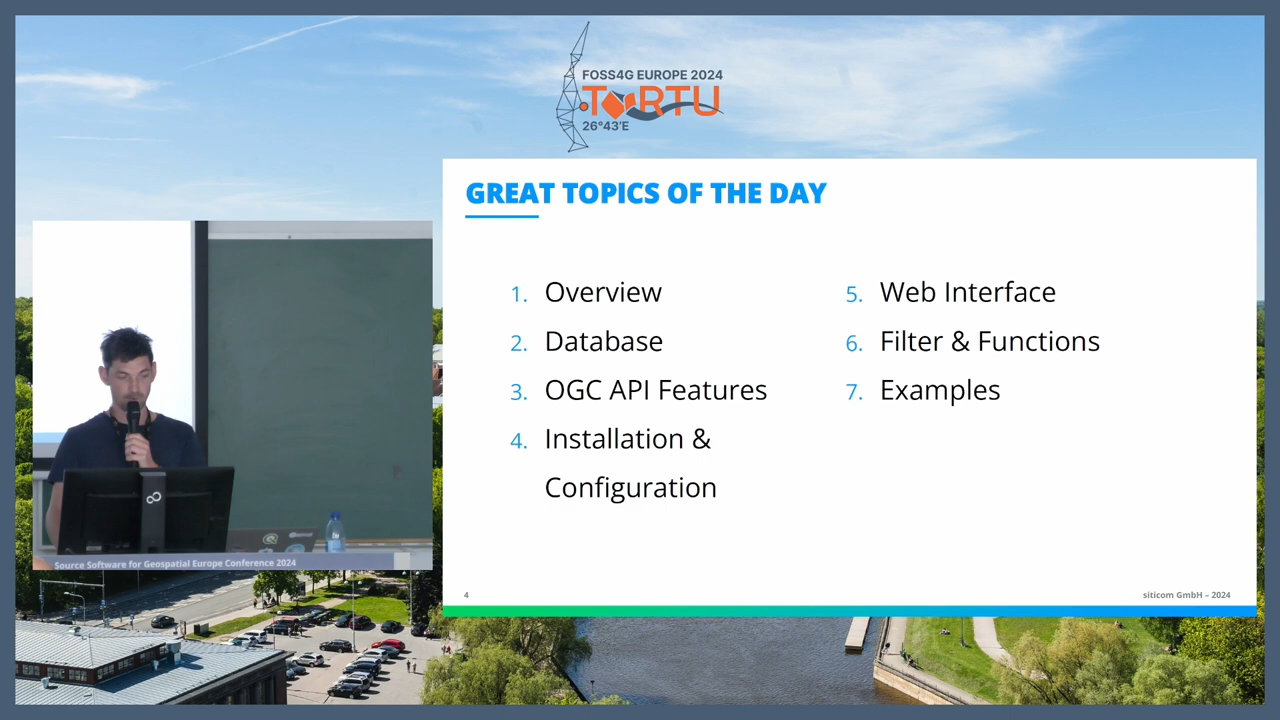 FOSS4G EUROPE 2024
TARTU
26°43'E
GREAT TOPICS OF THE DAY
1. Overview
2. Database
3. OGC API Features
4. Installation &
Configuration
5. Web Interface
6. Filter & Functions
7. Examples
4
siticom GmbH – 2024
Source Software for Geospatial Europe Conference 2024